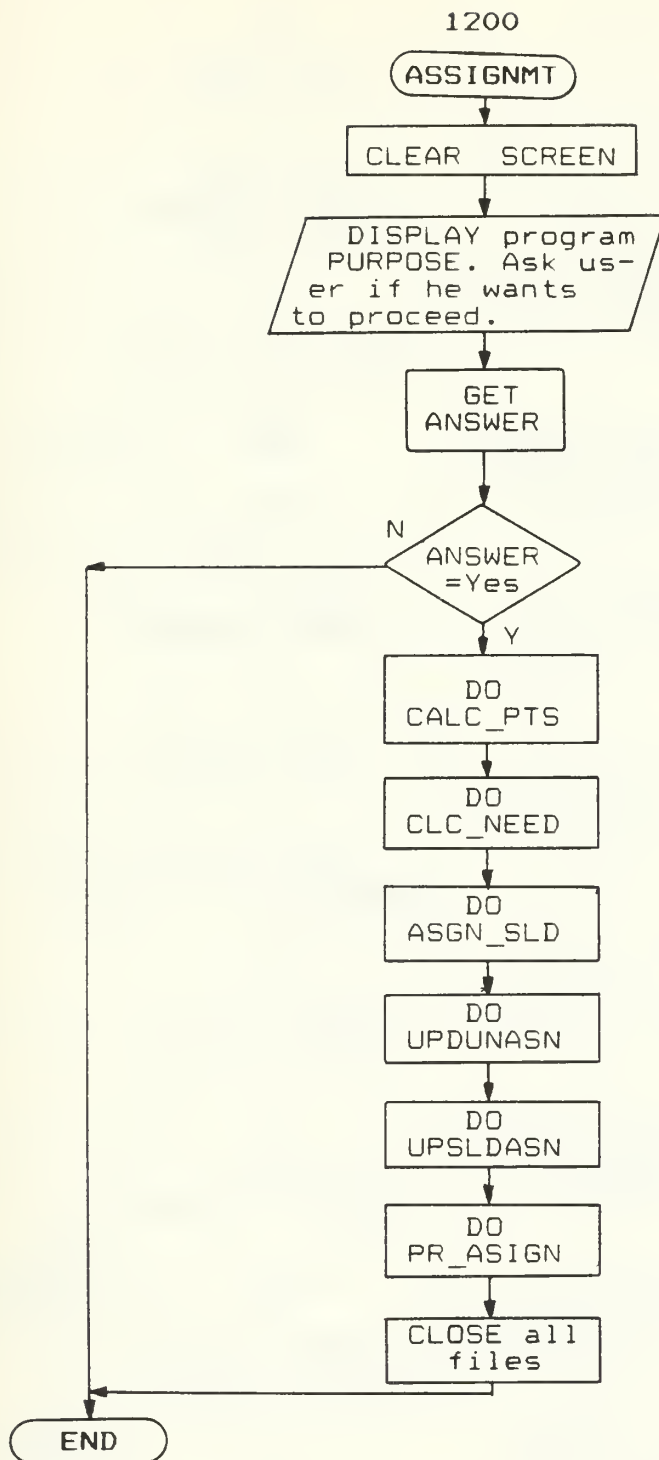 1200
ASSIGNMT
CLEAR SCREEN
DISPLAY program
PURPOSE. Ask us-
er if he wants
to proceed.
GET
ANSWER
N
ANSWER
=Yes
Y
DO
CALC_PTS
DO
CLC_NEED
DO
ASGN_SLD
DO
UPDUNASN
DO
UPSLDASN
DO
PR_ASIGN
CLOSE all
files
END